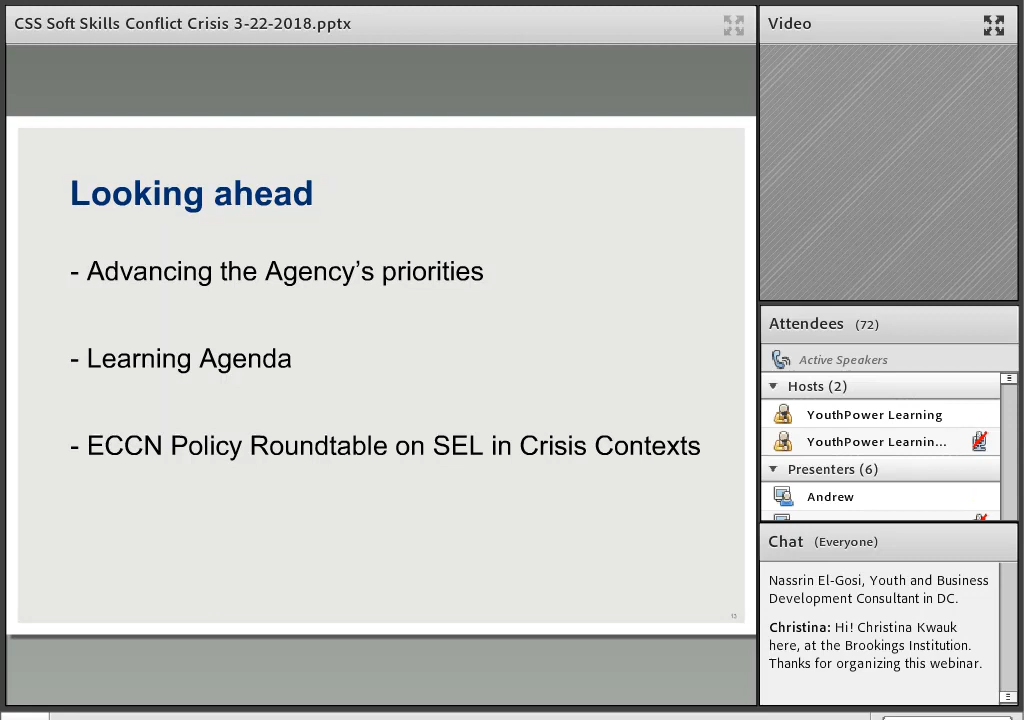 CSS Soft Skills Conflict Crisis 3-22-2018.pptx
Looking ahead
- Advancing the Agency’s priorities
- Learning Agenda
- ECCN Policy Roundtable on SEL in Crisis Contexts
Video
Attendees (72)
Active Speakers
Hosts (2)
YouthPower Learning
YouthPower Learnin...
Presenters (6)
Andrew
Chat (Everyone)
Nassrin El-Gosi, Youth and Business
Development Consultant in DC.
Christina: Hi! Christina Kwauk
here, at the Brookings Institution.
Thanks for organizing this webinar.